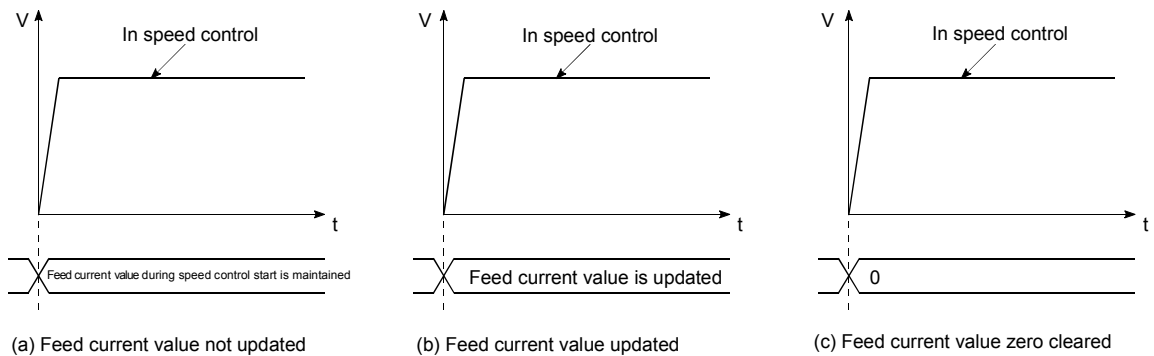 V
In speed control
t
Feed current value during speed control start is maintained
(a) Feed current value not updated
V
In speed control
t
Feed current value is updated
(b) Feed current value updated
V
In speed control
t
0
(c) Feed current value zero cleared